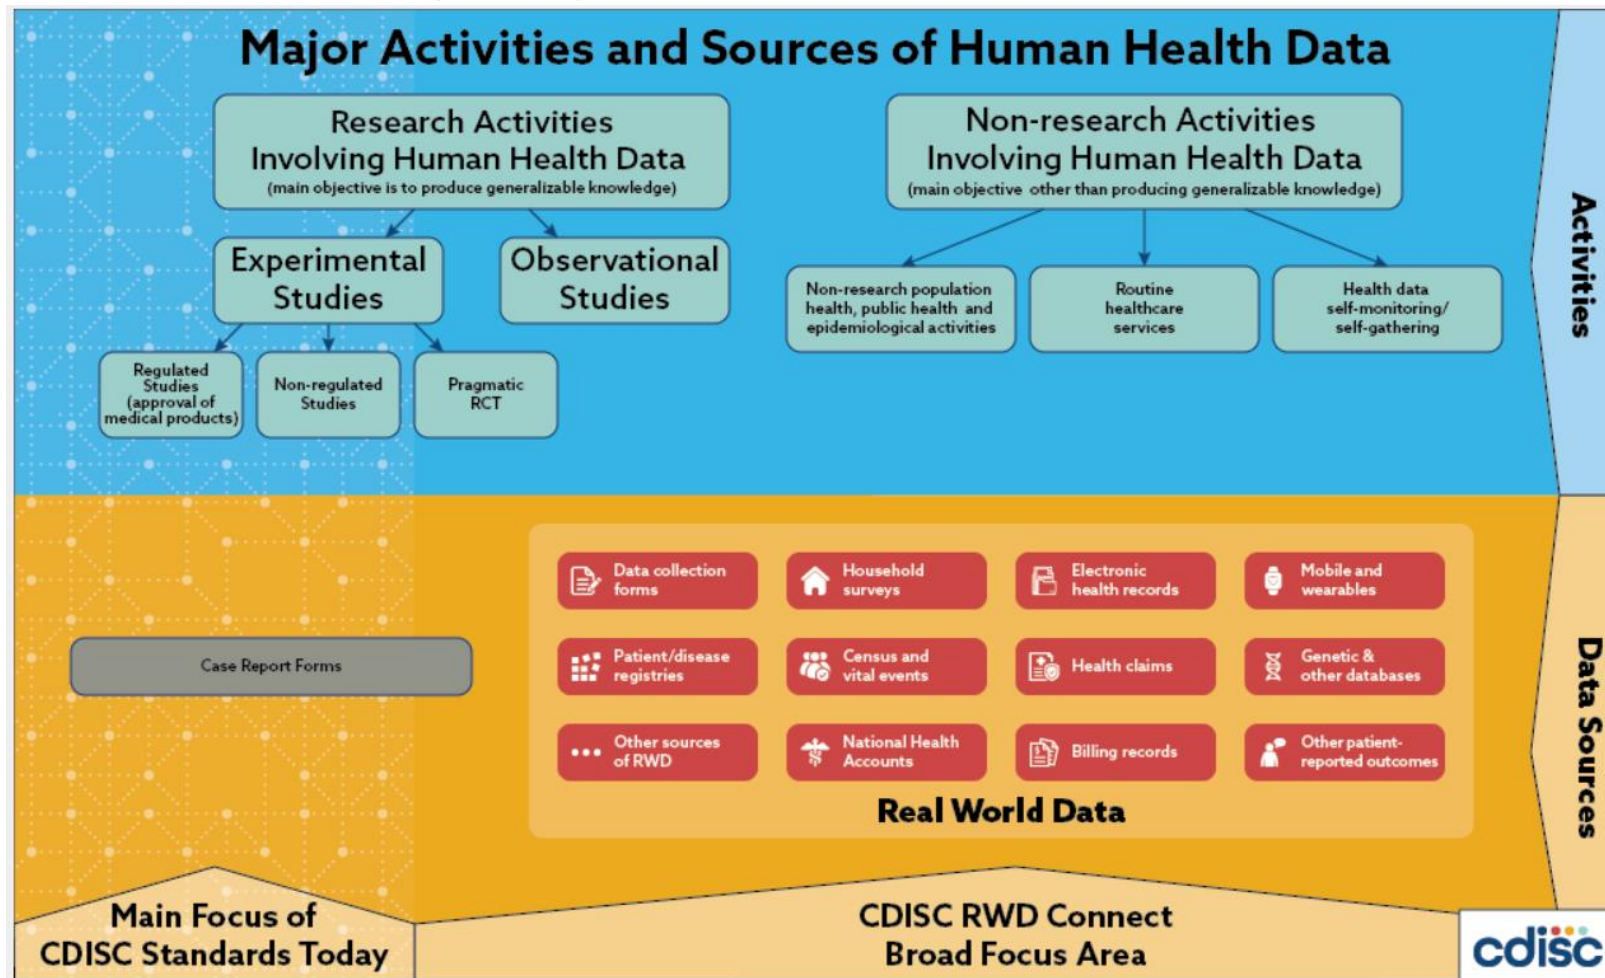 Major Activities and Sources of Human Health Data
Research Activities
Involving Human Health Data
(main objective is to produce generalizable knowledge)
Non-research Activities
Involving Human Health Data
(main objective other than producing generalizable knowledge)
Experimental
Studies
Observational
Studies
Non-research population
health, public health and
epidemiological activities
Routine
healthcare
services
Health data
self-monitoring/
self-gathering
Regulated
Studies
(approval of
medical products)
Non-regulated
Studies
Pragmatic
RCT
Activities
Data collection
forms
Household
surveys
Electronic
health records
Mobile and
wearables
Case Report Forms
Patient/disease
registries
Census and
vital events
Health claims
Genetic &
other databases
Other sources
of RWD
National Health
Accounts
Billing records
Other patient-
reported outcomes
Real World Data
Data Sources
Main Focus of
CDISC Standards Today
CDISC RWD Connect
Broad Focus Area
cdisc